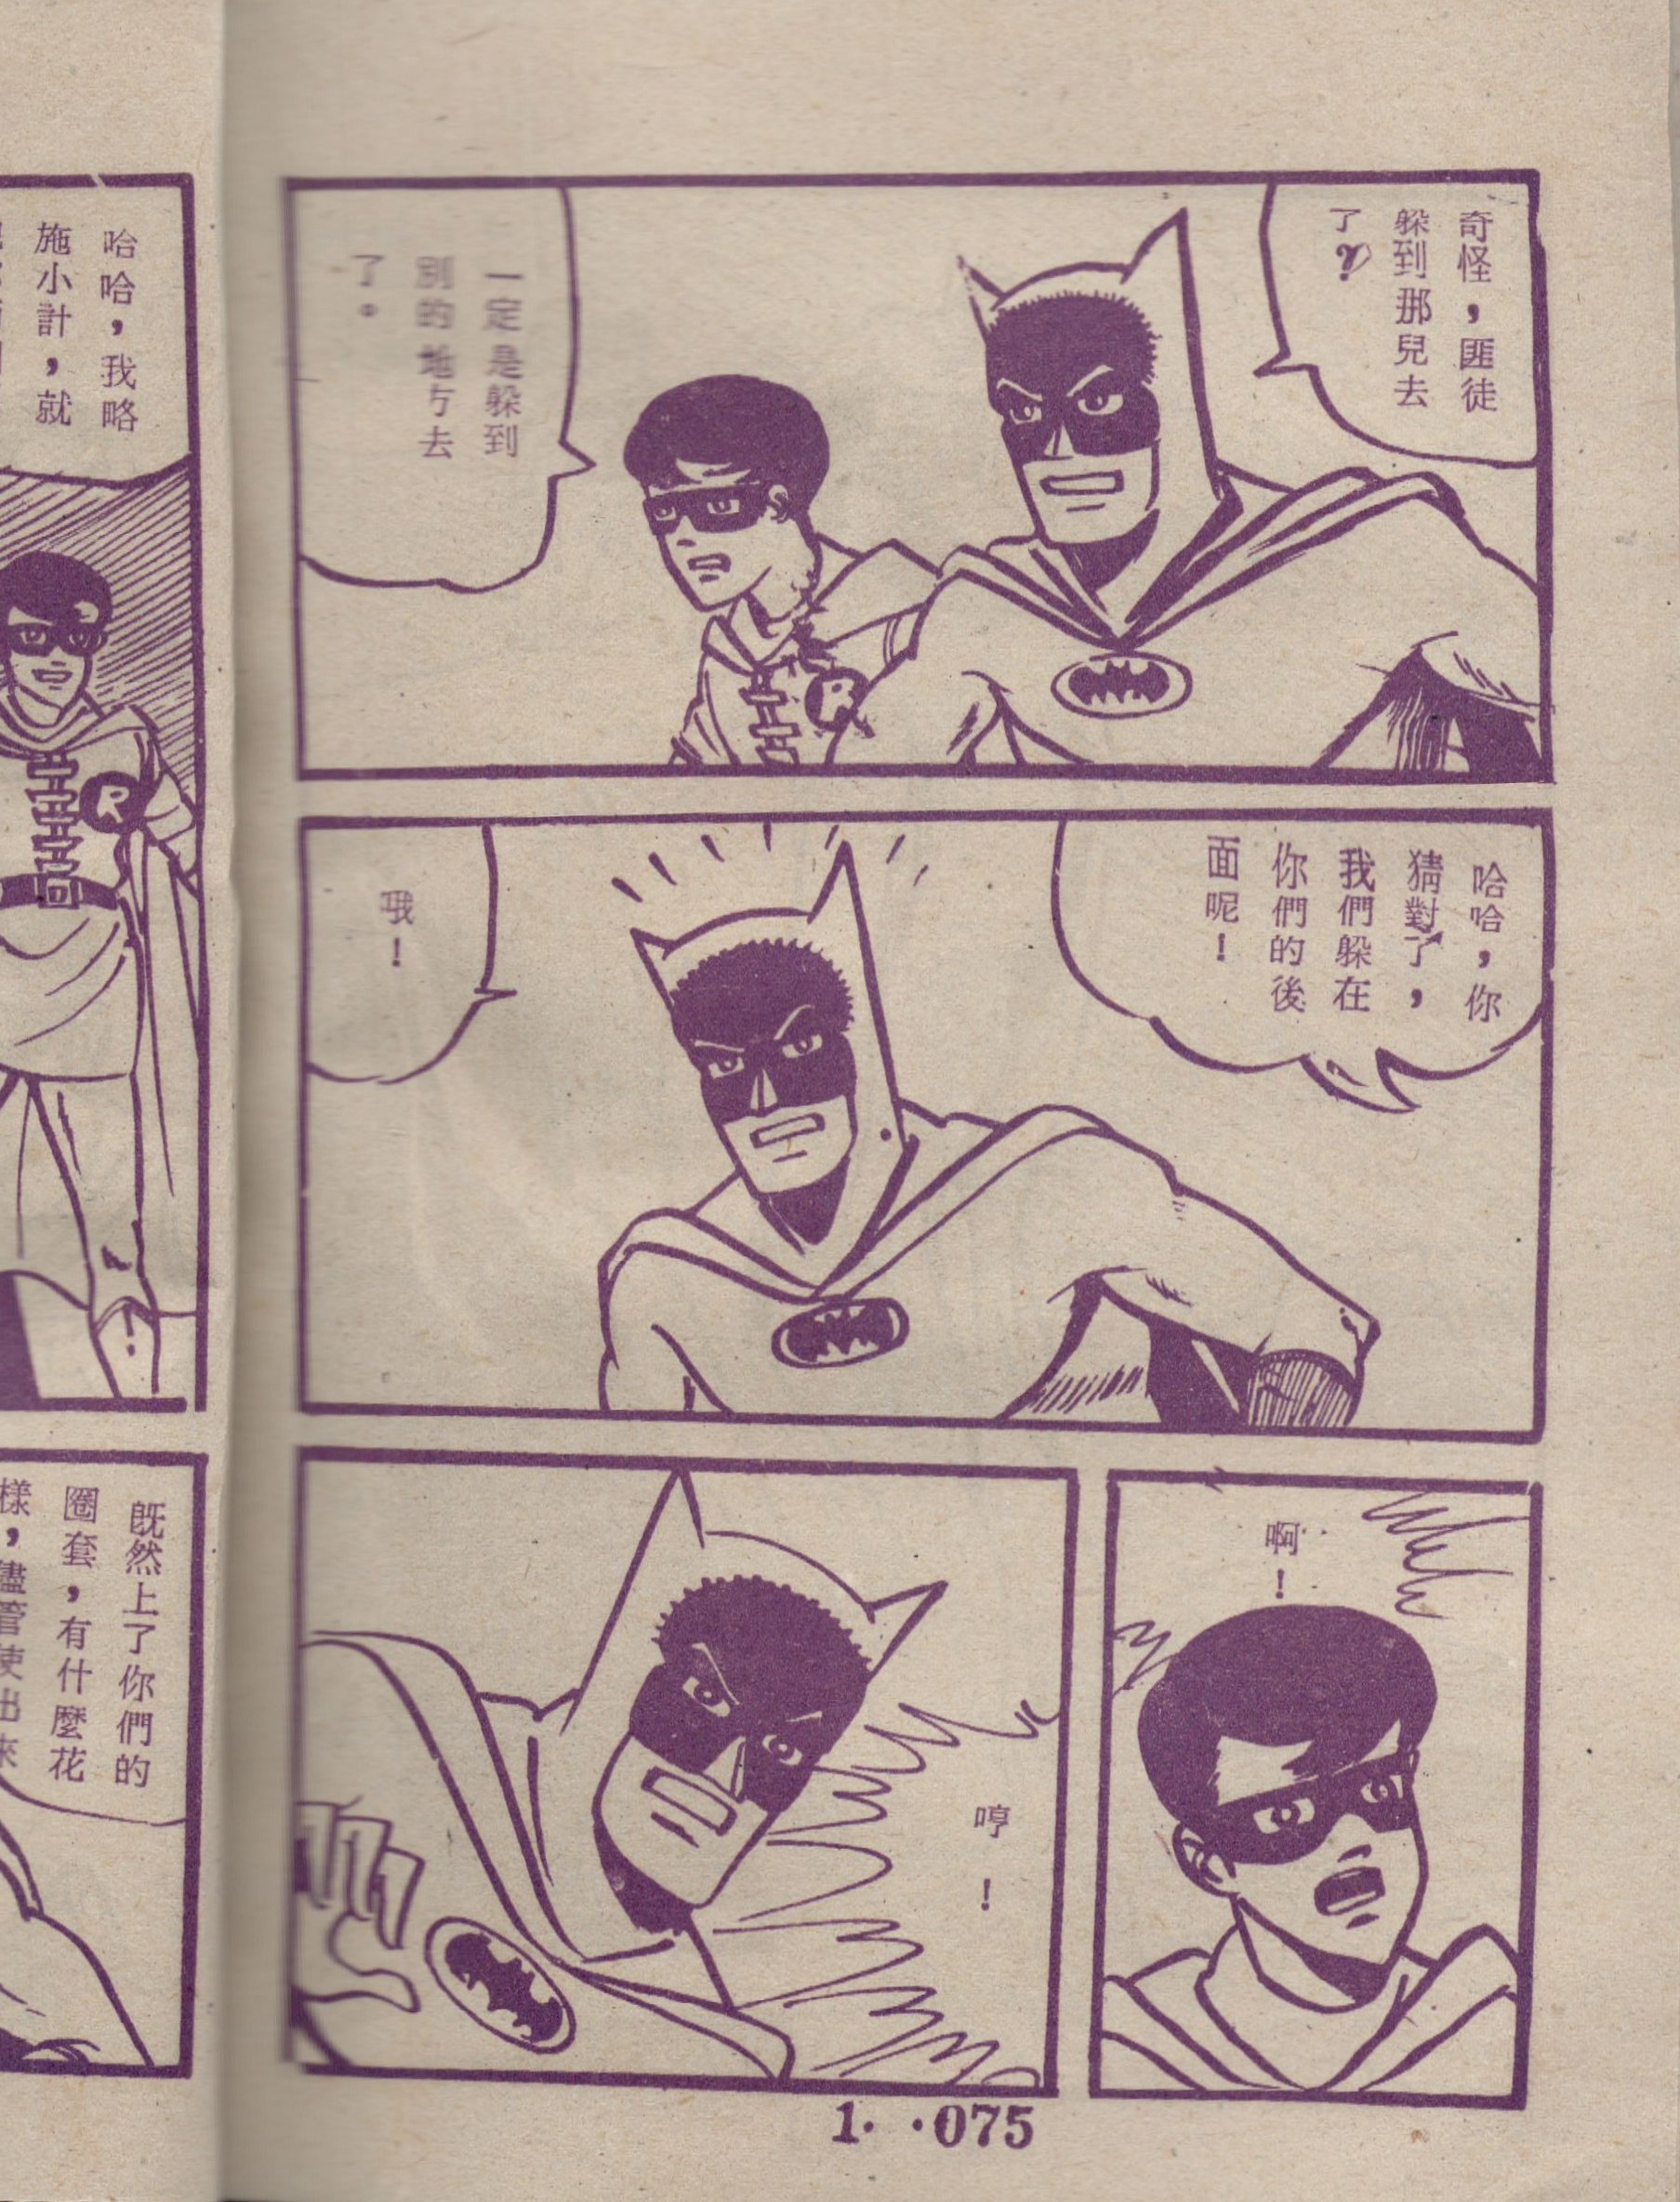 奇怪，匪徒
躲到那兒去
了？
一定是躲到
別的地方去
了。
R
哈哈，你
猜對了，
我們躲在
你們的後
面呢！
哦！
啊！
哼！
1. .075
哈哈，我略
施小計，就
R
既然上了你們的
圈套，有什麼花
樣，儘管使出來